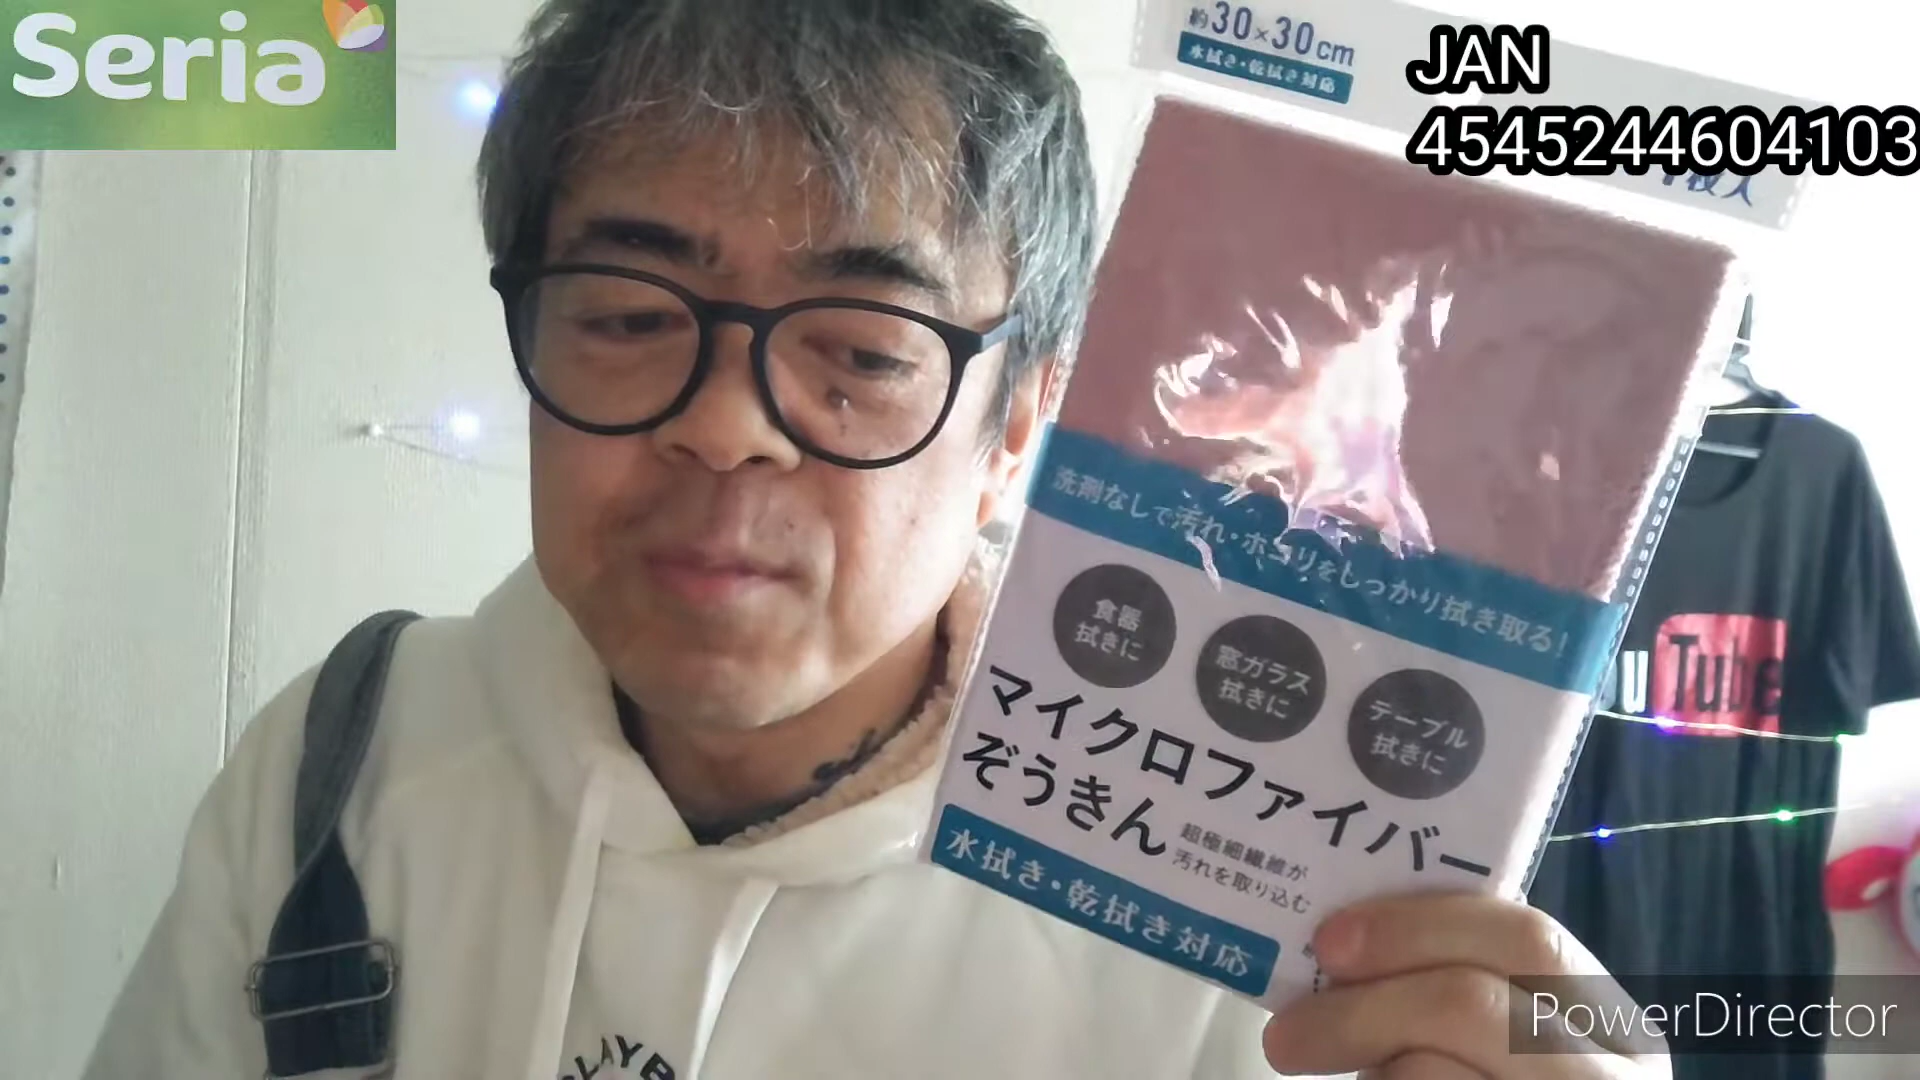 Seria
約30×30cm
水拭き・乾拭き対応
JAN
4545244604103
洗剤なしで汚れ・ホコリをしっかり拭き取る!
食器
拭きに
窓ガラス
拭きに
テーブル
拭きに
マイクロファイバー
ぞうきん
超極細繊維が
汚れを取り込む
水拭き・乾拭き対応
Tube
PowerDirector